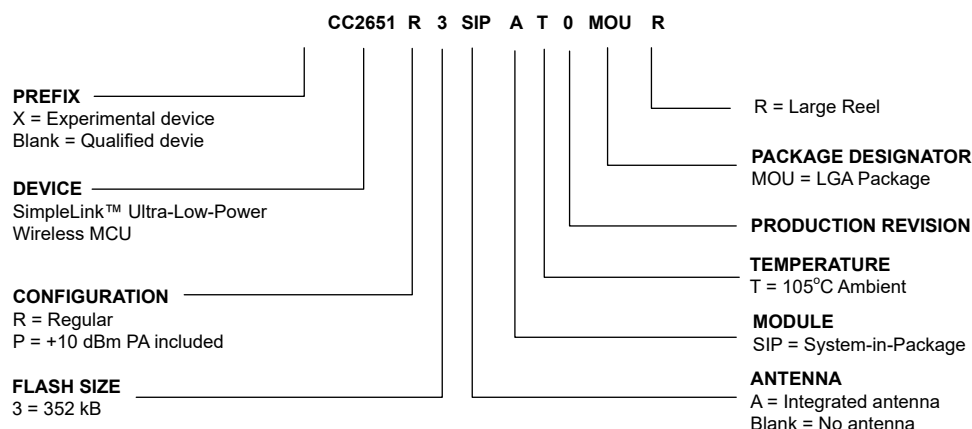 CC2651 R 3 SIP A T 0 MOU R
PREFIX
X = Experimental device
Blank = Qualified devie
DEVICE
SimpleLink™ Ultra-Low-Power
Wireless MCU
CONFIGURATION
R = Regular
P = +10 dBm PA included
FLASH SIZE
3 = 352 kB
R = Large Reel
PACKAGE DESIGNATOR
MOU = LGA Package
PRODUCTION REVISION
TEMPERATURE
T = 105°C Ambient
MODULE
SIP = System-in-Package
ANTENNA
A = Integrated antenna
Blank = No antenna